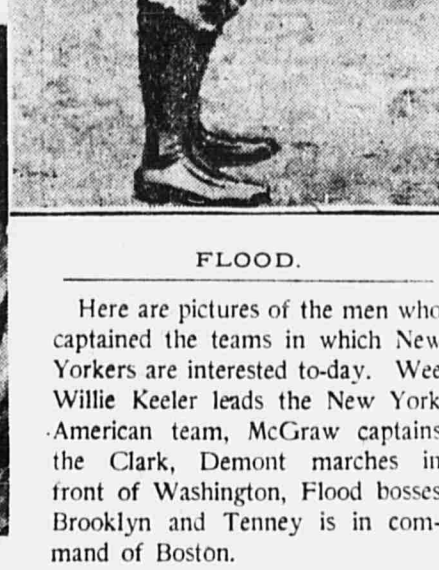 FLOOD.
Here are pictures of the men who
captained the teams in which New
Yorkers are interested to-day. Wee
Willie Keeler leads the New York
American team, McGraw captains
the Clark, Demont marches in
front of Washington, Flood bosses
Brooklyn and Tenney is in com-
mand of Boston.